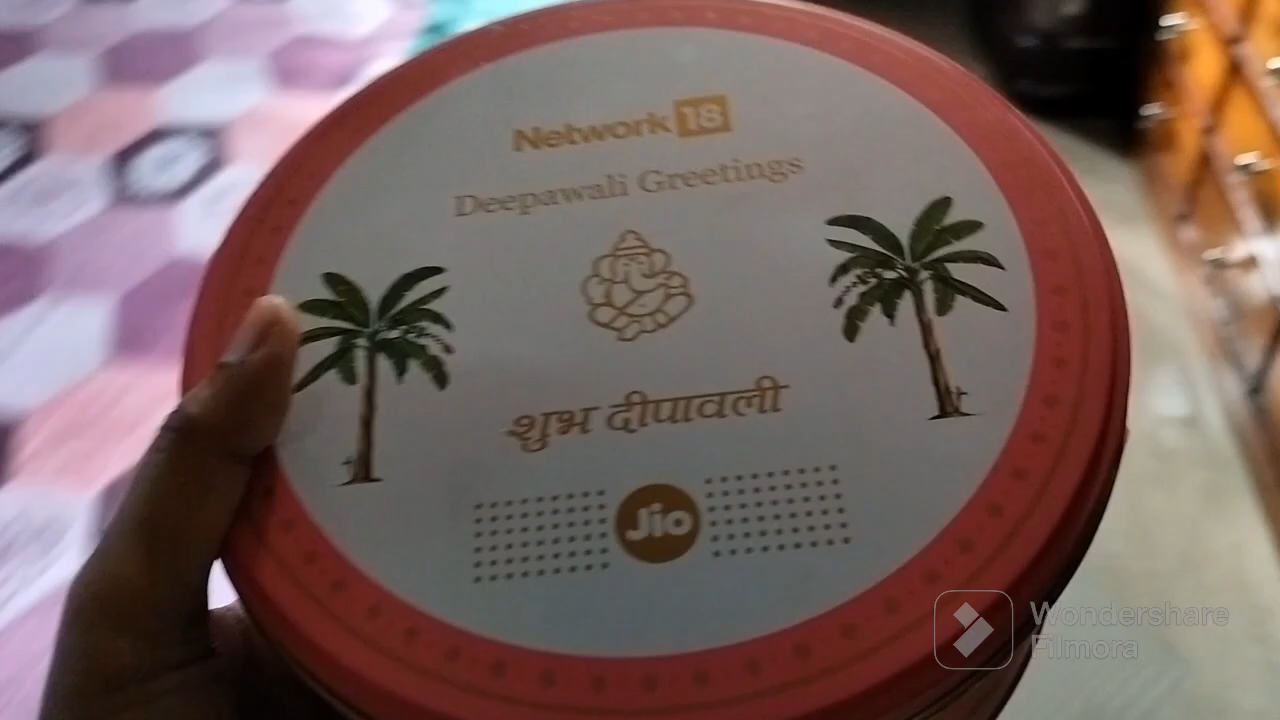 Network 18
Deepawali Greetings
शुभ दीपावली
Jio
Wondershare
Filmora